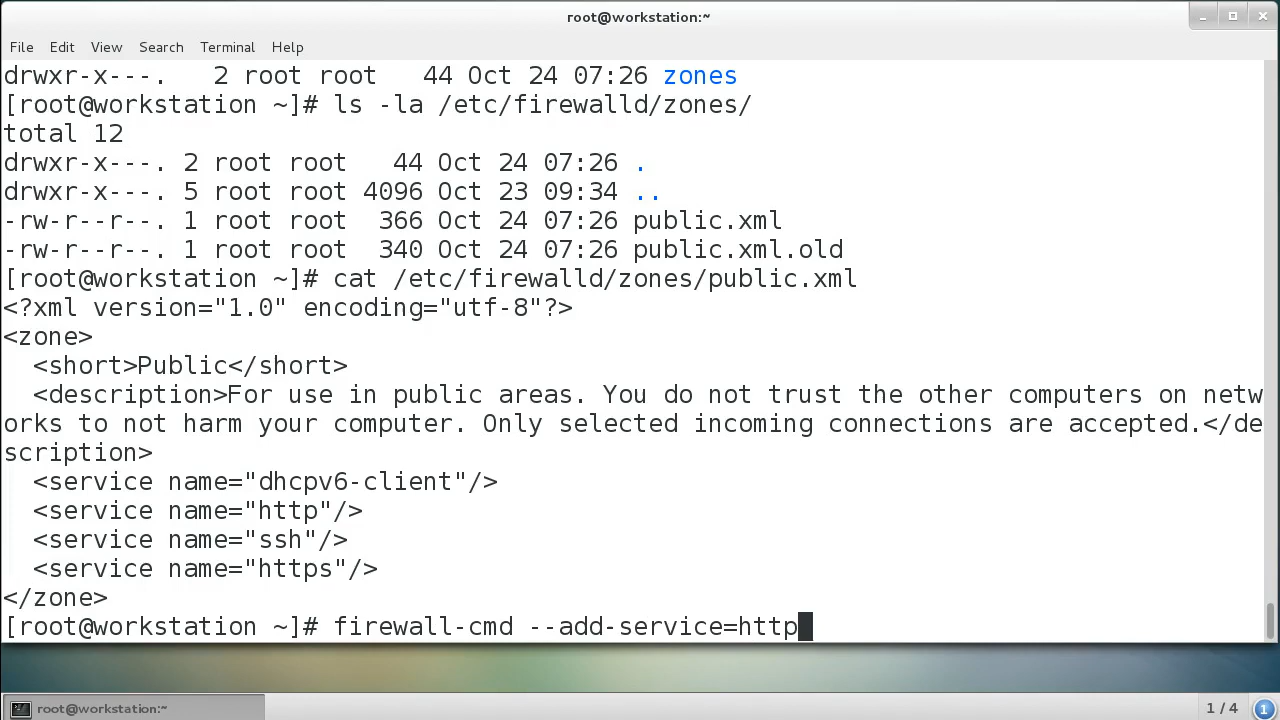 root@workstation:~
File Edit View Search Terminal Help
drwxr-x---.   2 root root   44 Oct 24 07:26 zones
[root@workstation ~]# ls -la /etc/firewalld/zones/
total 12
drwxr-x---. 2 root root   44 Oct 24 07:26 .
drwxr-x---. 5 root root 4096 Oct 23 09:34 ..
-rw-r--r--. 1 root root  366 Oct 24 07:26 public.xml
-rw-r--r--. 1 root root  340 Oct 24 07:26 public.xml.old
[root@workstation ~]# cat /etc/firewalld/zones/public.xml
<?xml version="1.0" encoding="utf-8"?>
<zone>
  <short>Public</short>
  <description>For use in public areas. You do not trust the other computers on netw
orks to not harm your computer. Only selected incoming connections are accepted.</de
scription>
  <service name="dhcpv6-client"/>
  <service name="http"/>
  <service name="ssh"/>
  <service name="https"/>
</zone>
[root@workstation ~]# firewall-cmd --add-service=http
root@workstation:~ 1 / 4 1